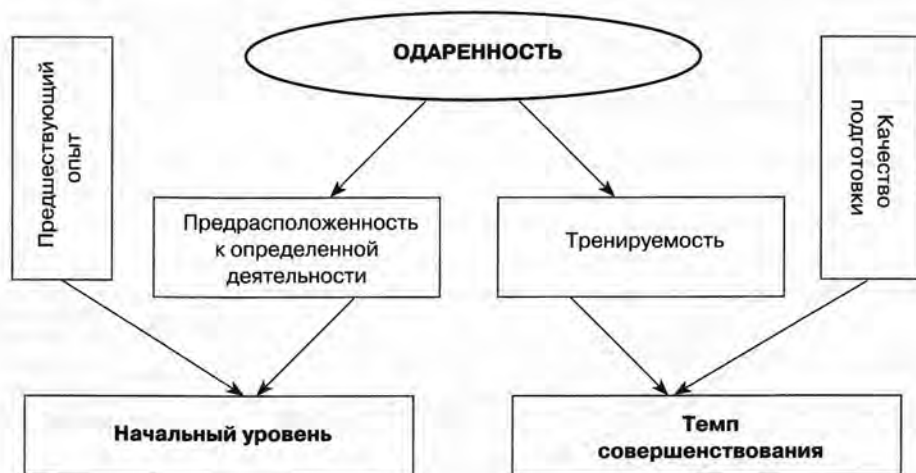 ОДАРЕННОСТЬ
Предшествующий
опыт
Качество
подготовки
Предрасположенность
к определенной
деятельности
Тренируемость
Начальный уровень
Темп
совершенствования